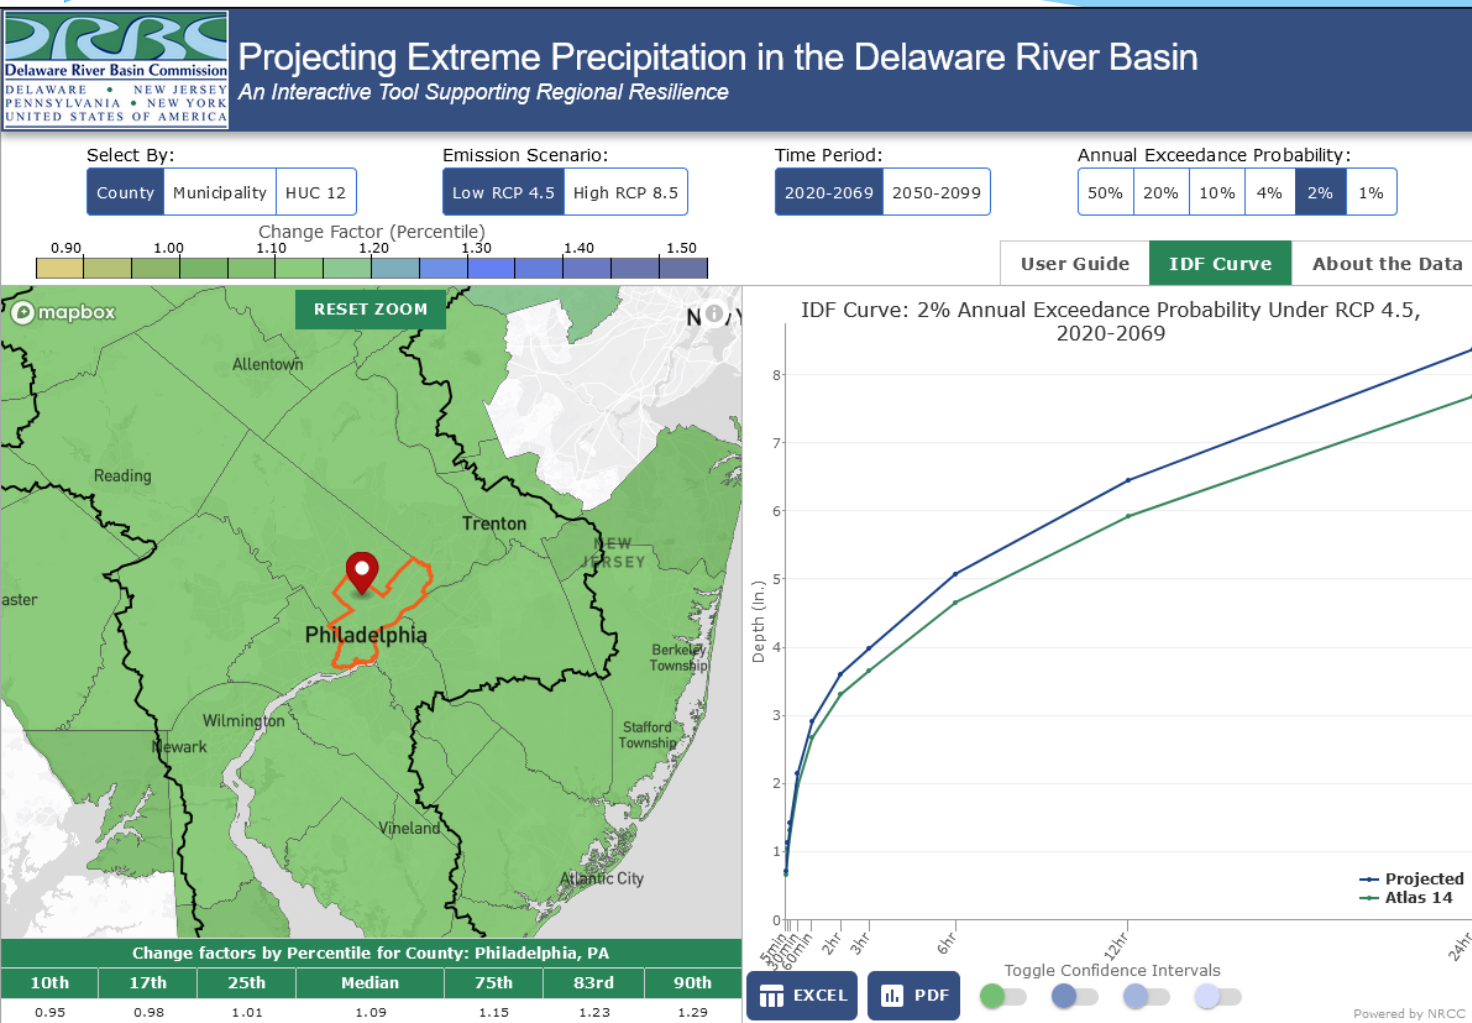 DRBC
Delaware River Basin Commission
DELAWARE • NEW JERSEY
PENNSYLVANIA • NEW YORK
UNITED STATES OF AMERICA
Projecting Extreme Precipitation in the Delaware River Basin
An Interactive Tool Supporting Regional Resilience
Select By:
County Municipality HUC 12
Emission Scenario:
Low RCP 4.5 High RCP 8.5
Time Period:
2020-2069 2050-2099
Annual Exceedance Probability:
50% 20% 10% 4% 2% 1%
Change Factor (Percentile)
0.90 1.00 1.10 1.20 1.30 1.40 1.50
User Guide IDF Curve About the Data
mapbox
RESET ZOOM
N
Allentown
Reading
Trenton
NEW
JERSEY
aster
Philadelphia
Berkeley
Township
Wilmington
Stafford
Township
Newark
Vineland
Atlantic City
IDF Curve: 2% Annual Exceedance Probability Under RCP 4.5,
2020-2069
Depth (In.)
8
7
6
5
4
3
2
1
0
5min
30min
60min
2hr
3hr
6hr
12hr
24hr
Projected
Atlas 14
Change factors by Percentile for County: Philadelphia, PA
10th 17th 25th Median 75th 83rd 90th
0.95 0.98 1.01 1.09 1.15 1.23 1.29
EXCEL
PDF
Toggle Confidence Intervals
Powered by NRCC